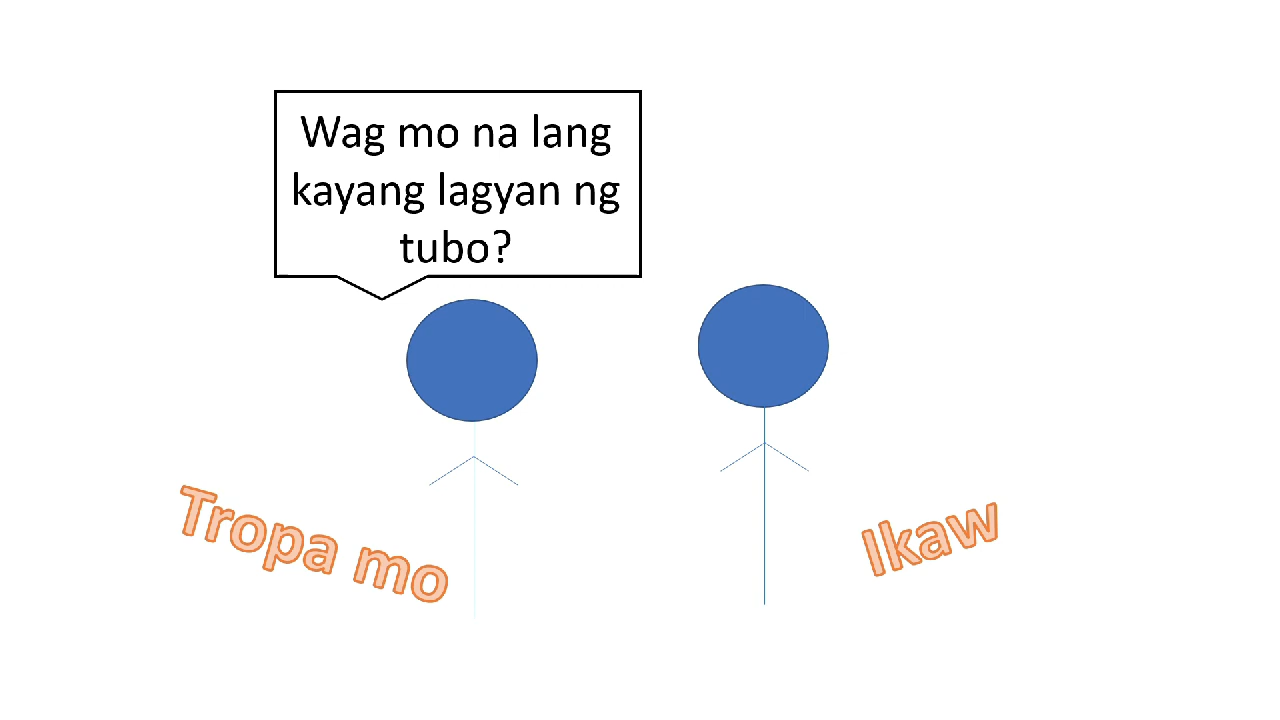 Wag mo na lang
kayang lagyan ng
tubo?
Tropa mo
Ikaw